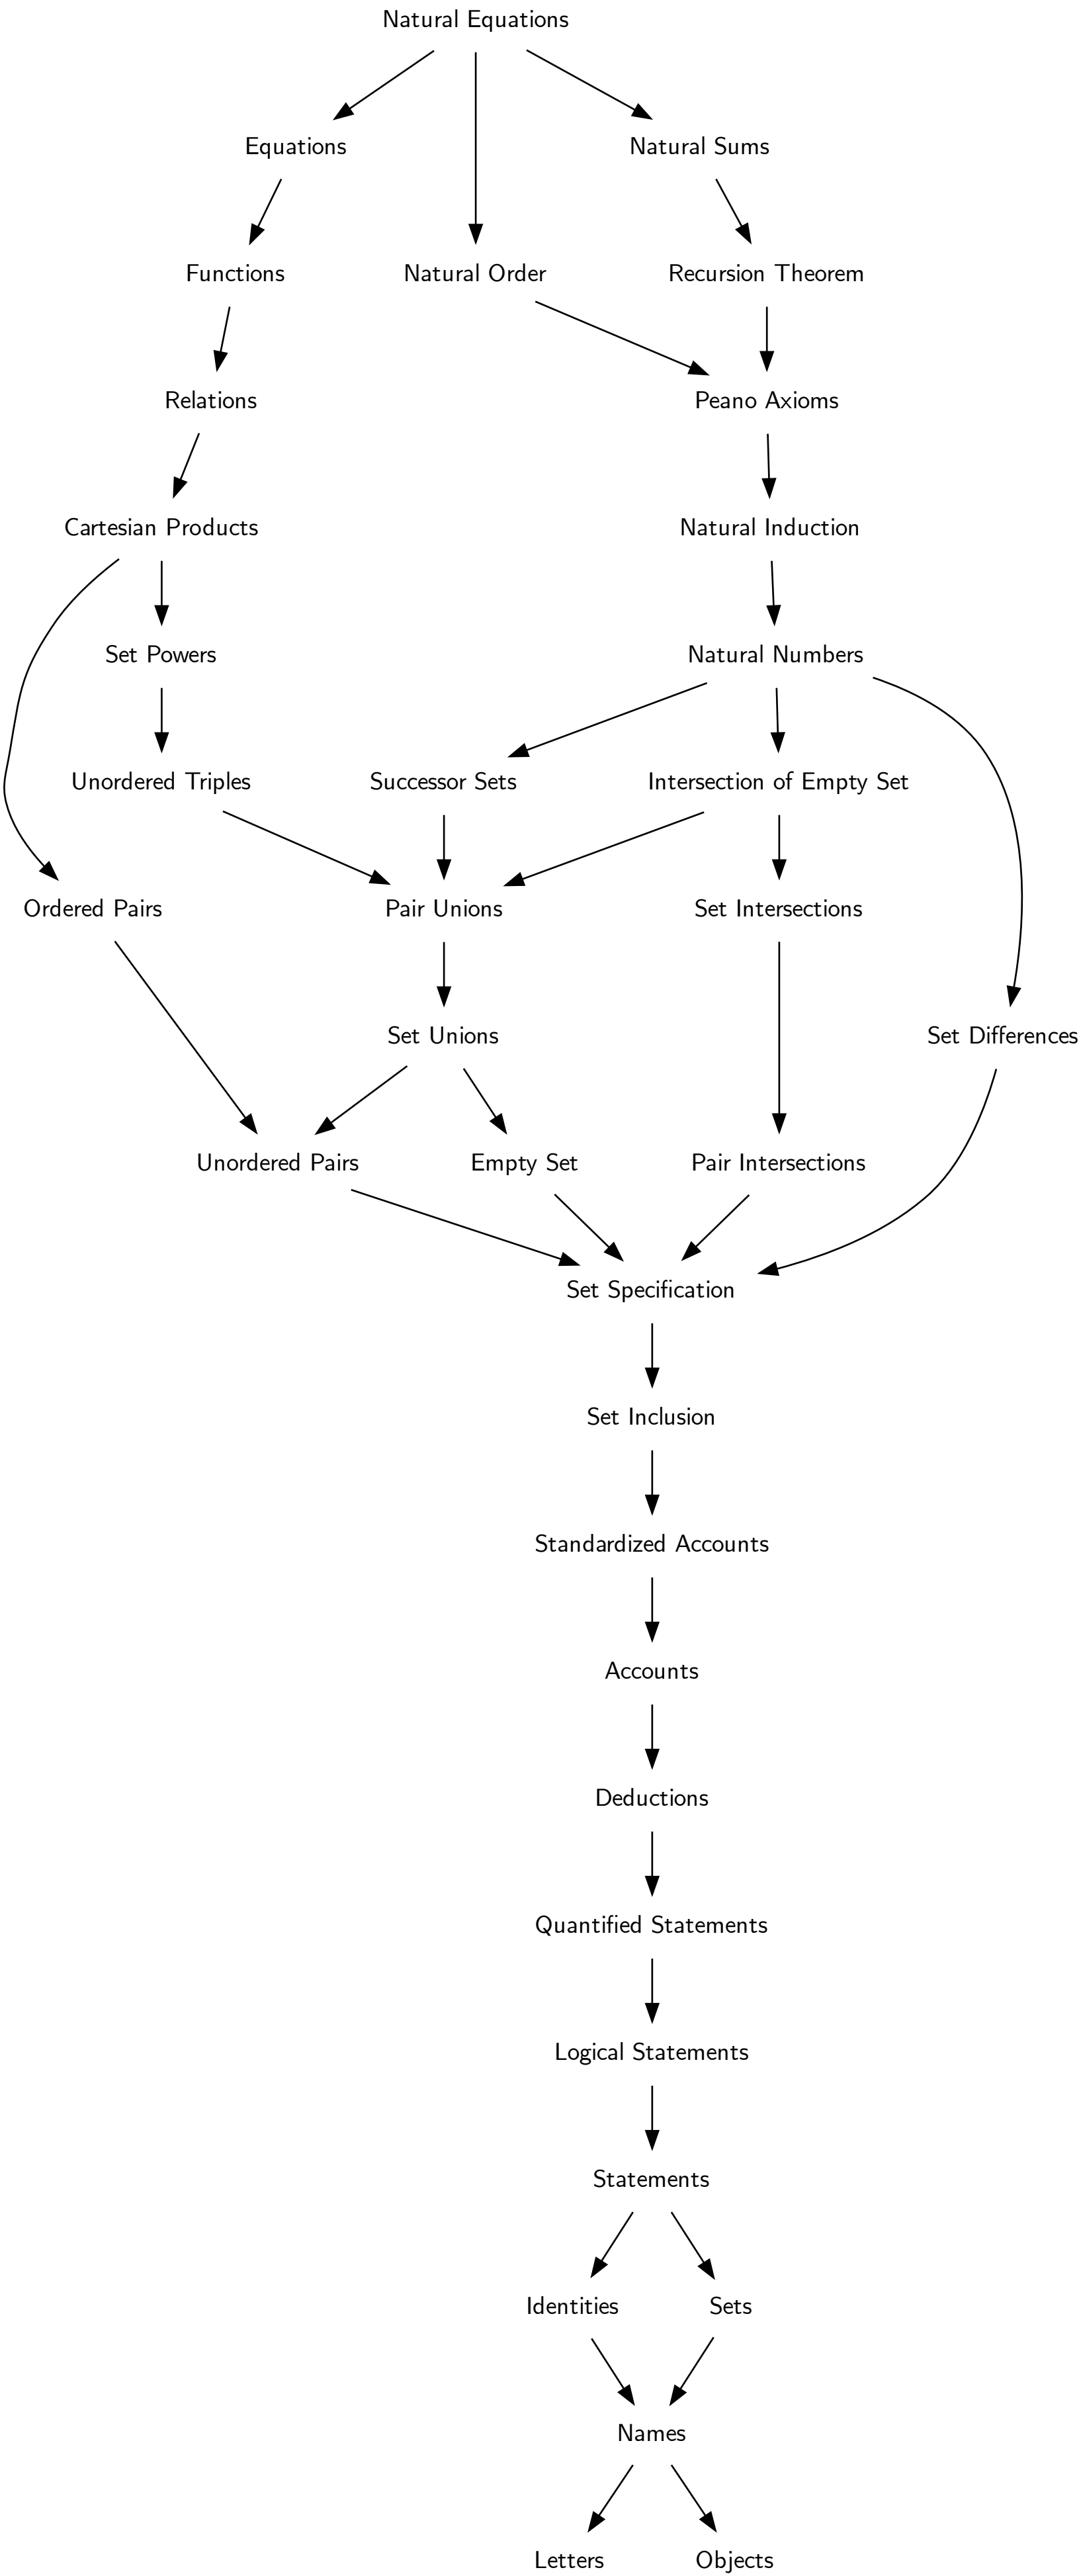 Natural Equations
Equations
Natural Sums
Functions
Natural Order
Recursion Theorem
Relations
Peano Axioms
Cartesian Products
Natural Induction
Set Powers
Natural Numbers
Unordered Triples
Successor Sets
Intersection of Empty Set
Ordered Pairs
Pair Unions
Set Intersections
Set Unions
Set Differences
Unordered Pairs
Empty Set
Pair Intersections
Set Specification
Set Inclusion
Standardized Accounts
Accounts
Deductions
Quantified Statements
Logical Statements
Statements
Identities
Sets
Names
Letters
Objects